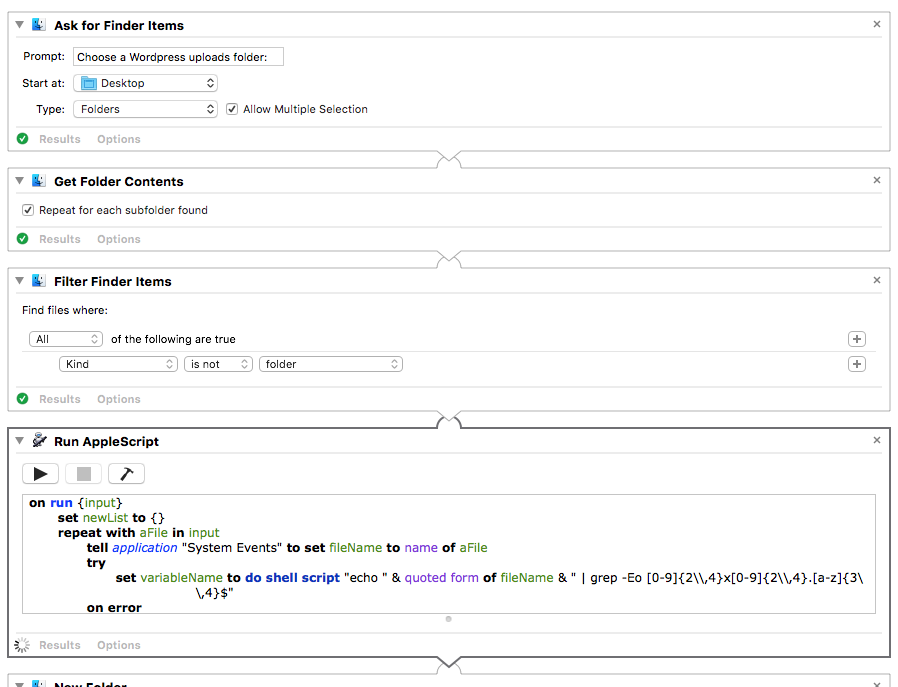 Ask for Finder Items
Prompt: Choose a Wordpress uploads folder:
Start at: Desktop
Type: Folders Allow Multiple Selection
Results Options
Get Folder Contents
Repeat for each subfolder found
Results Options
Filter Finder Items
Find files where:
All of the following are true
Kind is not folder
Results Options
Run AppleScript
on run {input}
set newList to {}
repeat with aFile in input
tell application "System Events" to set fileName to name of aFile
try
set variableName to do shell script "echo " & quoted form of fileName & " | grep -Eo [0-9]{2\\,4}x[0-9]{2\\,4}.[a-z]{3\
\,4}$"
on error
Results Options
New Folder